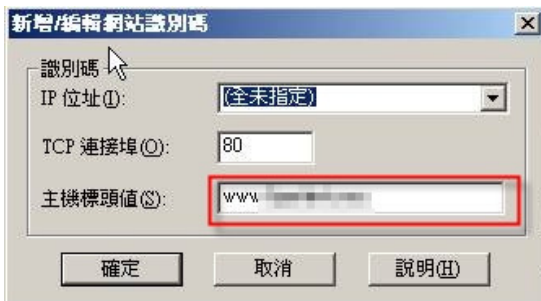 新增/編輯網站識別碼
識別碼
IP 位址(I): (全未指定)
TCP 連接埠(O): 80
主機標頭值(S): www.
確定 取消 說明(H)